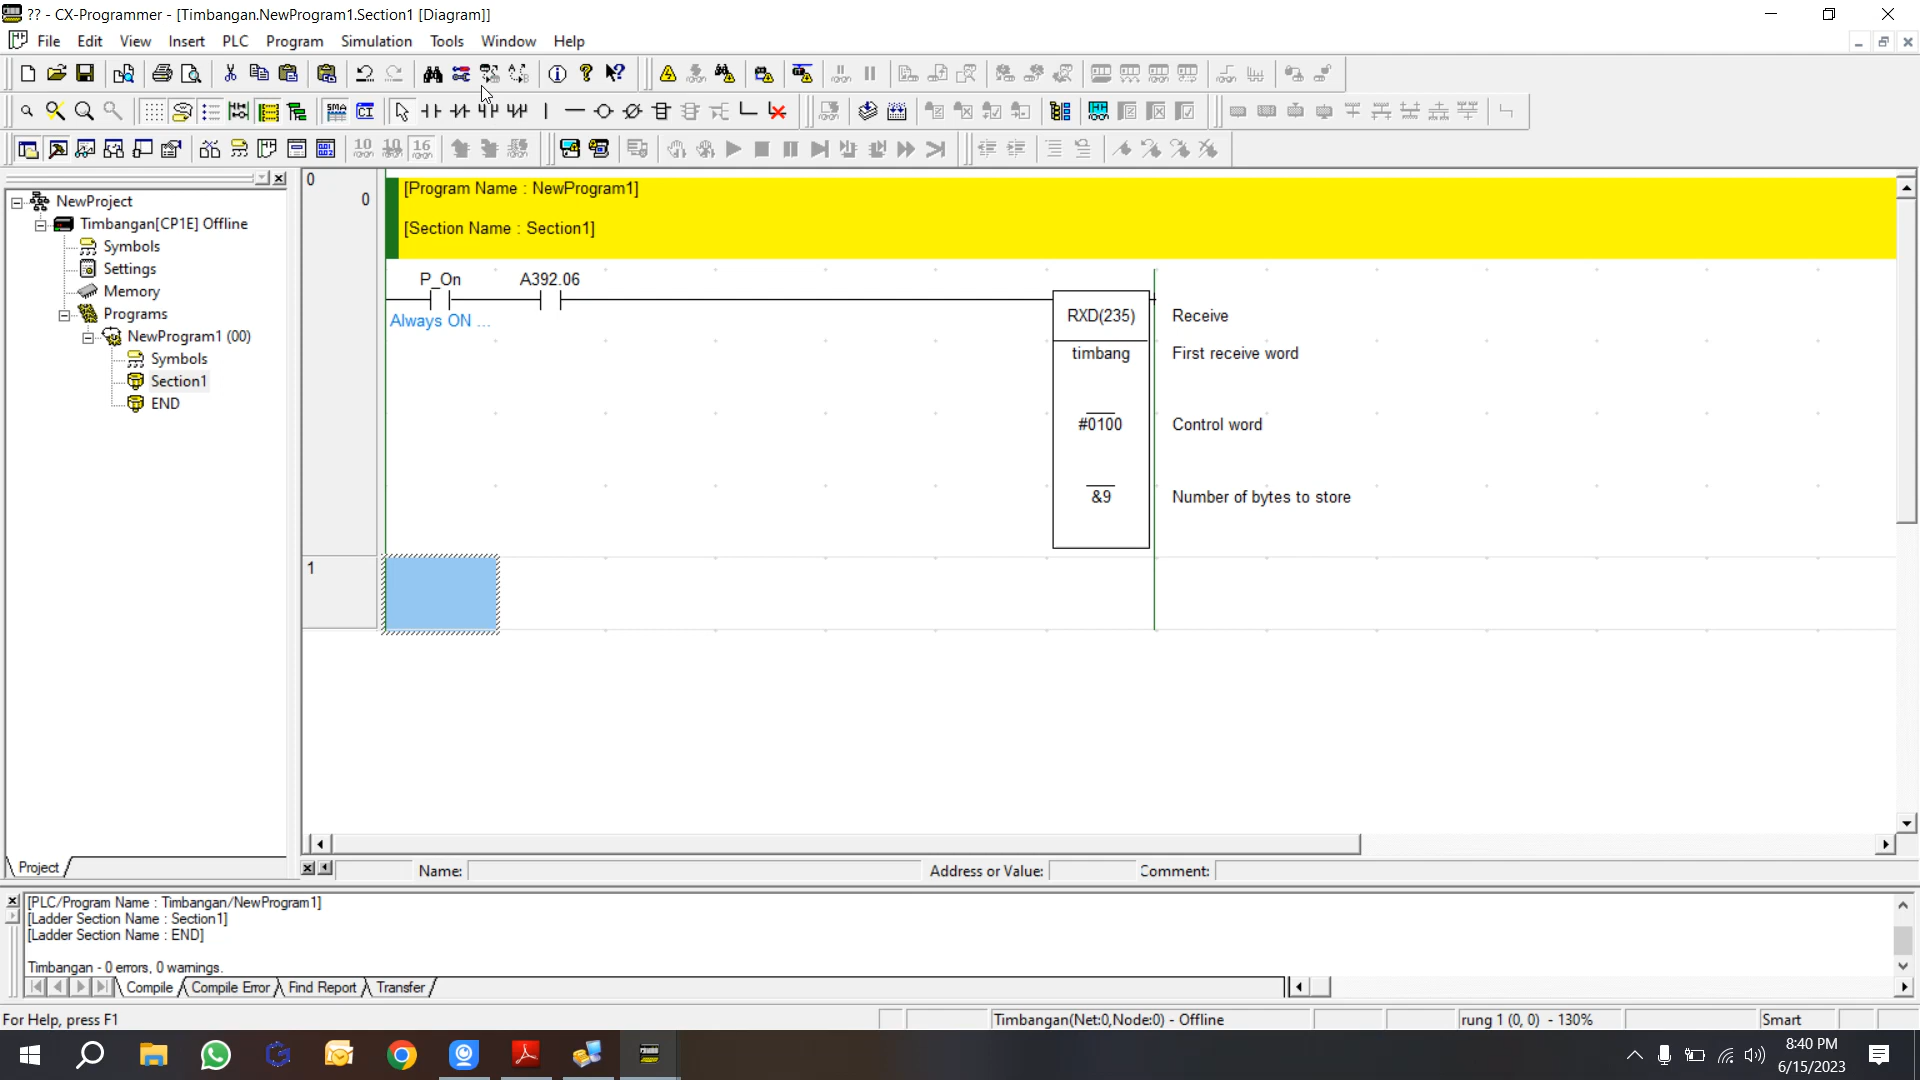 ?? - CX-Programmer - [Timbangan.NewProgram1.Section1 [Diagram]]
File Edit View Insert PLC Program Simulation Tools Window Help
SMA
CI
10 10 16
NewProject
Timbangan[CP1E] Offline
Symbols
Settings
Memory
Programs
NewProgram1 (00)
Symbols
Section1
END
Project
0
0
[Program Name : NewProgram1]
[Section Name : Section1]
P_On
A392.06
Always ON ...
RXD(235)
Receive
timbang
First receive word
#0100
Control word
&9
Number of bytes to store
1
Name:
Address or Value:
Comment:
[PLC/Program Name : Timbangan/NewProgram1]
[Ladder Section Name : Section1]
[Ladder Section Name : END]
Timbangan - 0 errors, 0 warnings.
Compile Compile Error Find Report Transfer
For Help, press F1
Timbangan(Net:0,Node:0) - Offline
rung 1 (0, 0) - 130%
Smart
8:40 PM
6/15/2023